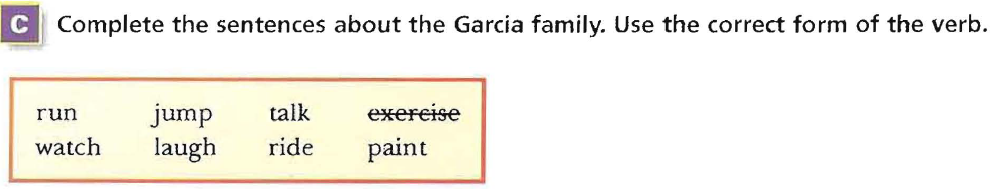 C Complete the sentences about the Garcia family. Use the correct form of the verb.
run jump talk exercise
watch laugh ride paint